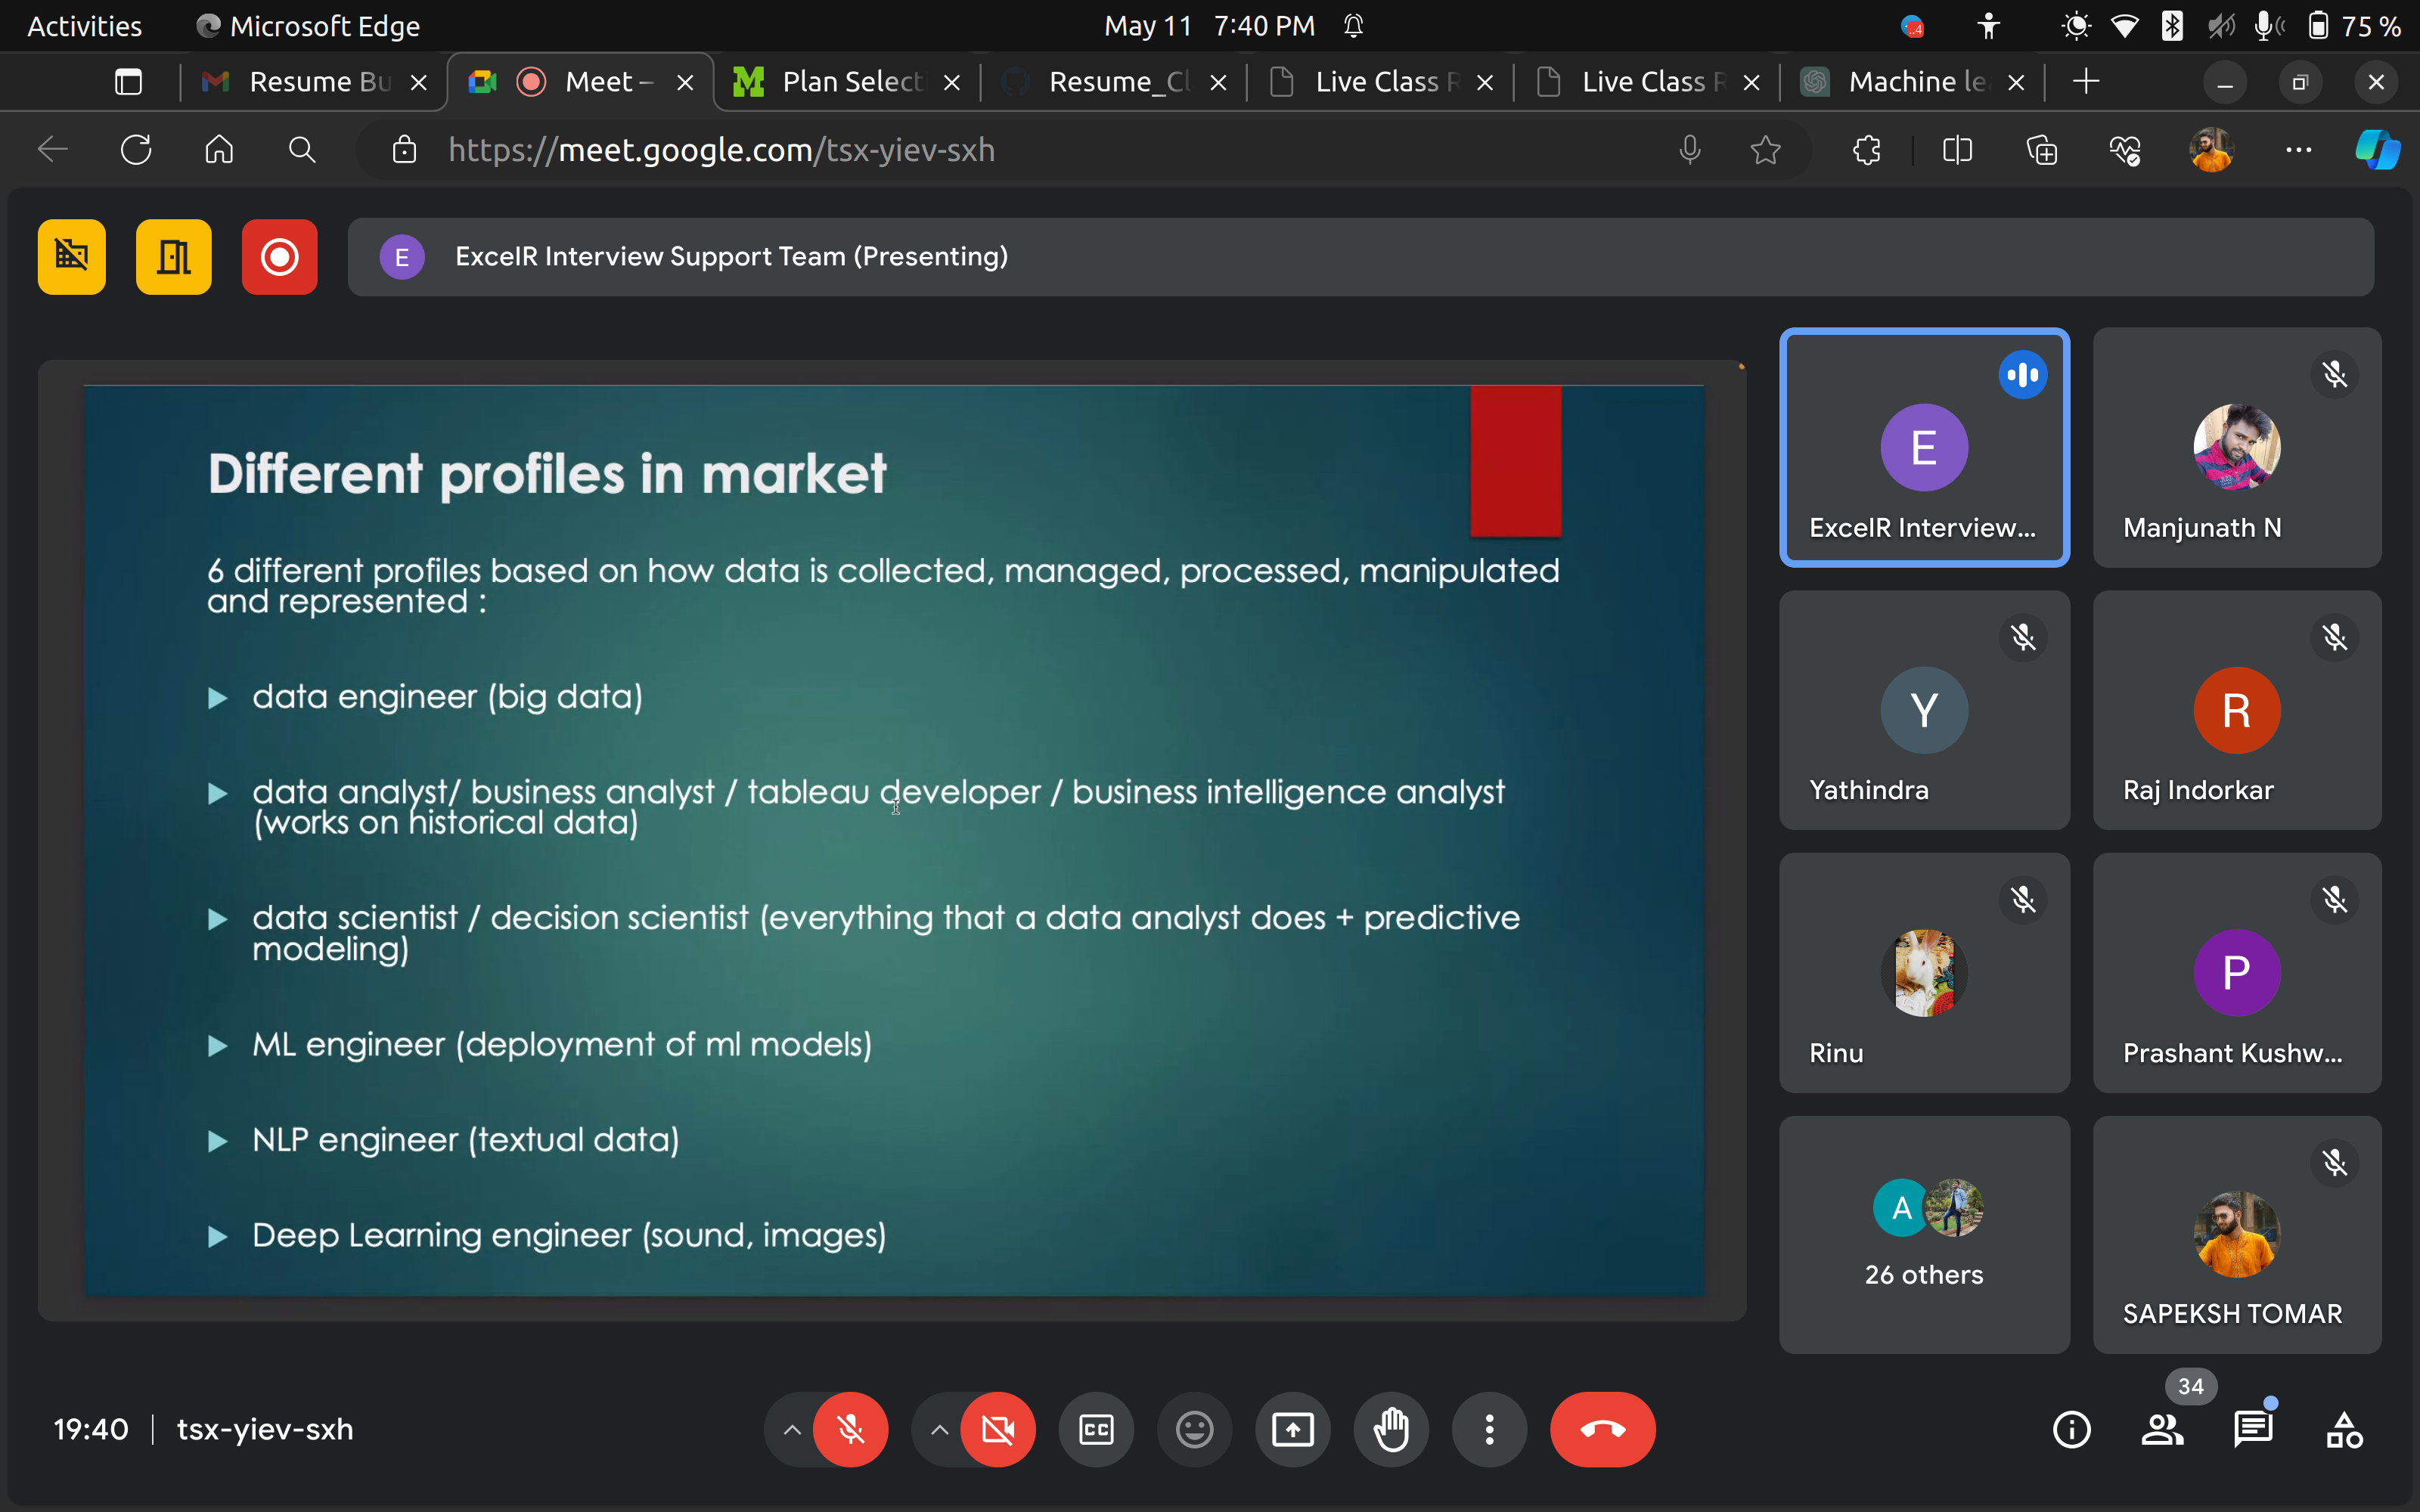 Activities Microsoft Edge May 11 7:40 PM 75 %
Resume Bu Meet – Plan Select Resume_Cl Live Class R Live Class R Machine le
https://meet.google.com/tsx-yiev-sxh
E ExcelR Interview Support Team (Presenting)
Different profiles in market
6 different profiles based on how data is collected, managed, processed, manipulated
and represented :
data engineer (big data)
data analyst/ business analyst / tableau developer / business intelligence analyst
(works on historical data)
data scientist / decision scientist (everything that a data analyst does + predictive
modeling)
ML engineer (deployment of ml models)
NLP engineer (textual data)
Deep Learning engineer (sound, images)
E
ExcelR Interview...
Manjunath N
Y
Yathindra
R
Raj Indorkar
Rinu
P
Prashant Kushw...
A
26 others
SAPEKSH TOMAR
19:40 tsx-yiev-sxh
CC
34